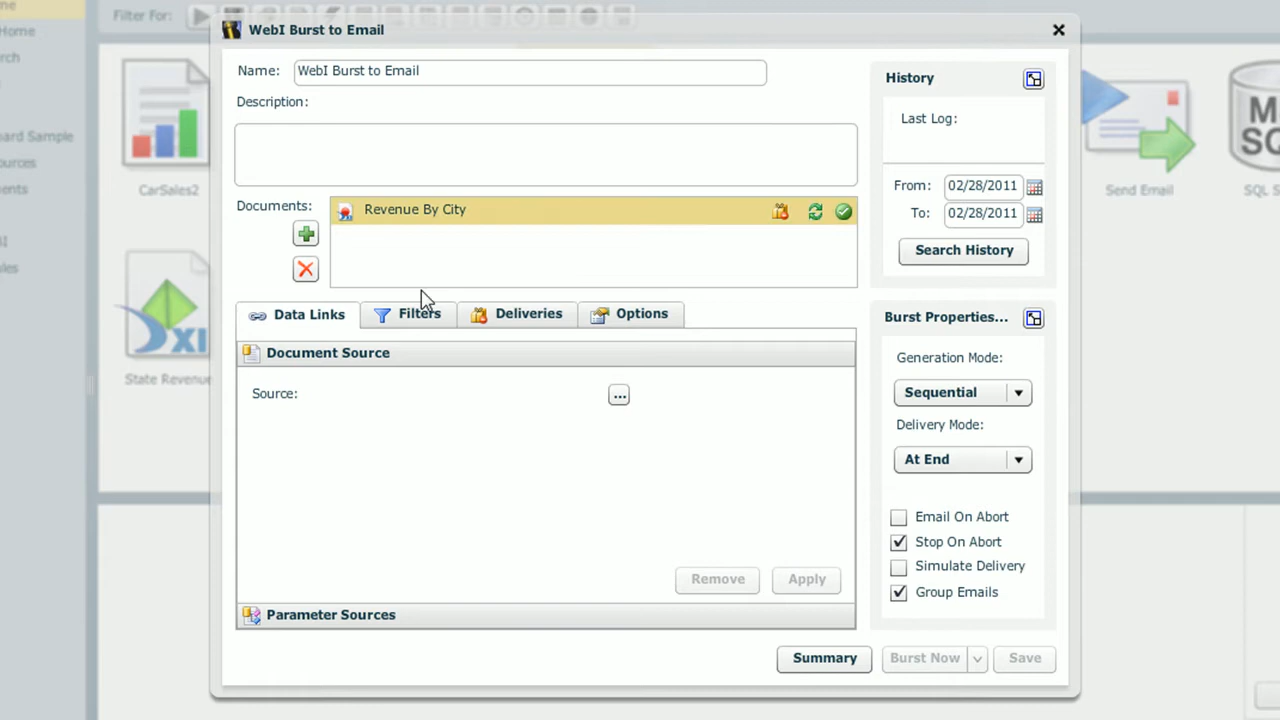 Filter For:
WebI Burst to Email
Home
Name: WebI Burst to Email
Description:
CarSales2
State Revenue
Documents:
Revenue By City
Data Links
Filters
Deliveries
Options
Document Source
Source:
...
Remove
Apply
Parameter Sources
Summary
Burst Now
Save
History
Last Log:
From: 02/28/2011
To: 02/28/2011
Search History
Burst Properties...
Generation Mode:
Sequential
Delivery Mode:
At End
Email On Abort
Stop On Abort
Simulate Delivery
Group Emails
Send Email